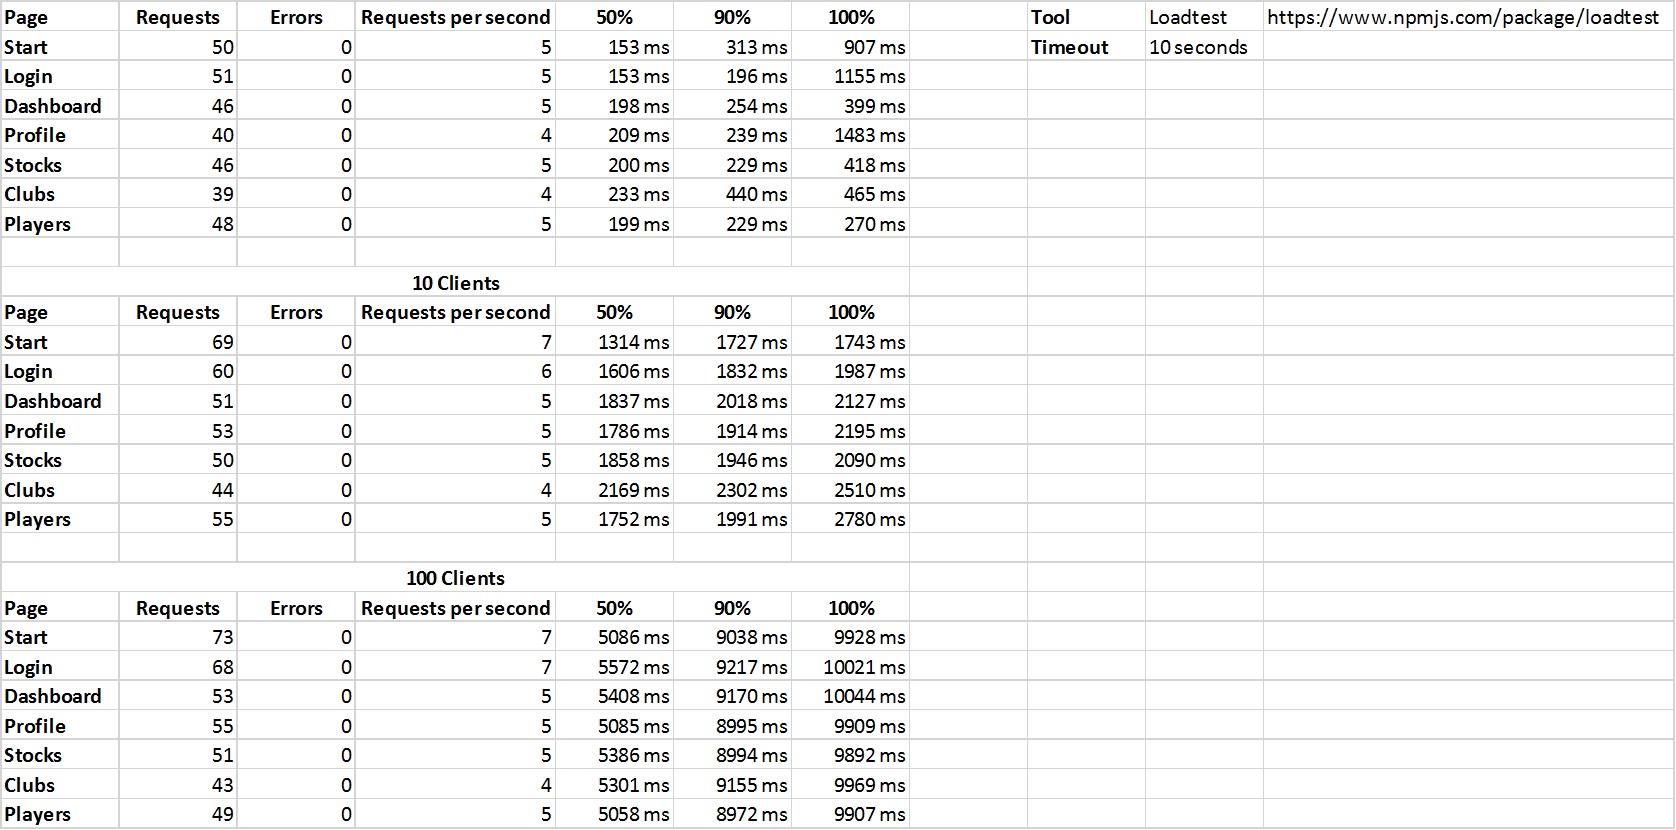 Page Requests Errors Requests per second 50% 90% 100% Tool Loadtest https://www.npmjs.com/package/loadtest
Start 50 0 5 153 ms 313 ms 907 ms Timeout 10 seconds
Login 51 0 5 153 ms 196 ms 1155 ms
Dashboard 46 0 5 198 ms 254 ms 399 ms
Profile 40 0 4 209 ms 239 ms 1483 ms
Stocks 46 0 5 200 ms 229 ms 418 ms
Clubs 39 0 4 233 ms 440 ms 465 ms
Players 48 0 5 199 ms 229 ms 270 ms
10 Clients
Page Requests Errors Requests per second 50% 90% 100%
Start 69 0 7 1314 ms 1727 ms 1743 ms
Login 60 0 6 1606 ms 1832 ms 1987 ms
Dashboard 51 0 5 1837 ms 2018 ms 2127 ms
Profile 53 0 5 1786 ms 1914 ms 2195 ms
Stocks 50 0 5 1858 ms 1946 ms 2090 ms
Clubs 44 0 4 2169 ms 2302 ms 2510 ms
Players 55 0 5 1752 ms 1991 ms 2780 ms
100 Clients
Page Requests Errors Requests per second 50% 90% 100%
Start 73 0 7 5086 ms 9038 ms 9928 ms
Login 68 0 7 5572 ms 9217 ms 10021 ms
Dashboard 53 0 5 5408 ms 9170 ms 10044 ms
Profile 55 0 5 5085 ms 8995 ms 9909 ms
Stocks 51 0 5 5386 ms 8994 ms 9892 ms
Clubs 43 0 4 5301 ms 9155 ms 9969 ms
Players 49 0 5 5058 ms 8972 ms 9907 ms